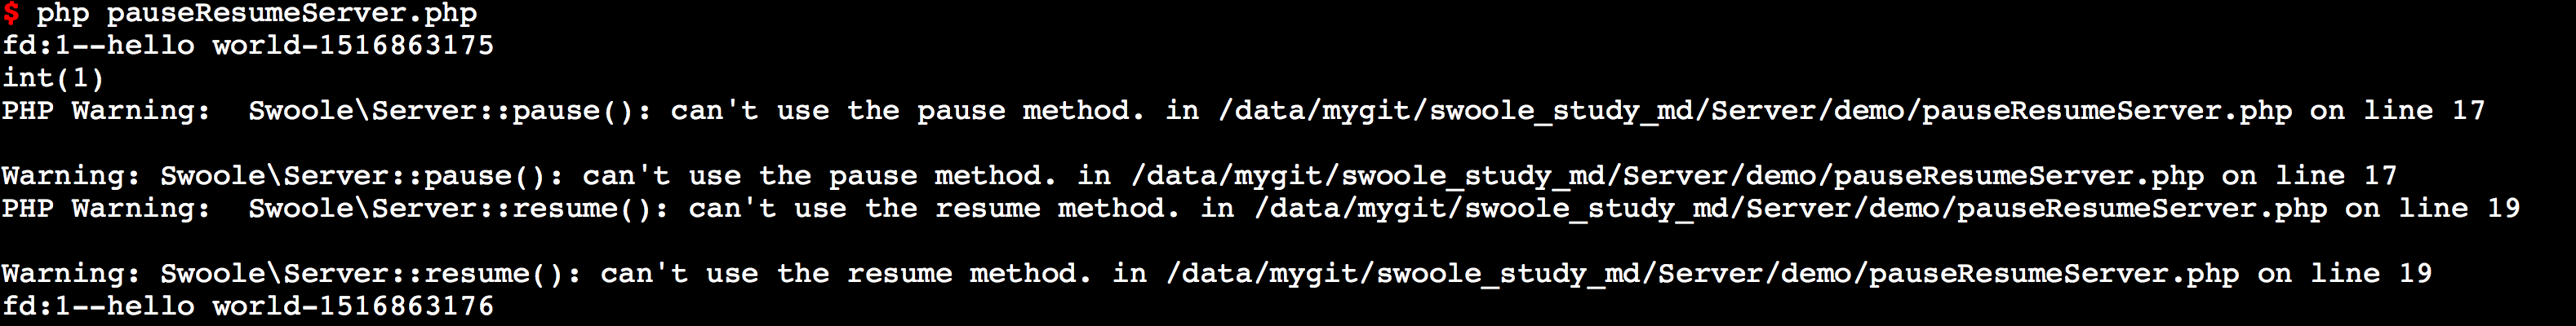 $ php pauseResumeServer.php
fd:1--hello world-1516863175
int(1)
PHP Warning:  Swoole\Server::pause(): can't use the pause method. in /data/mygit/swoole_study_md/Server/demo/pauseResumeServer.php on line 17
Warning: Swoole\Server::pause(): can't use the pause method. in /data/mygit/swoole_study_md/Server/demo/pauseResumeServer.php on line 17
PHP Warning:  Swoole\Server::resume(): can't use the resume method. in /data/mygit/swoole_study_md/Server/demo/pauseResumeServer.php on line 19
Warning: Swoole\Server::resume(): can't use the resume method. in /data/mygit/swoole_study_md/Server/demo/pauseResumeServer.php on line 19
fd:1--hello world-1516863176